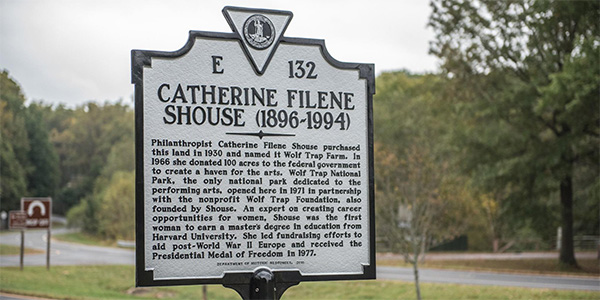 E 132
CATHERINE FILENE
SHOUSE (1896-1994)
Philanthropist Catherine Filene Shouse purchased
this land in 1930 and named it Wolf Trap Farm. In
1966 she donated 100 acres to the federal government
to create a haven for the arts. Wolf Trap National
Park, the only national park dedicated to the
performing arts, opened here in 1971 in partnership
with the nonprofit Wolf Trap Foundation, also
founded by Shouse. An expert on creating career
opportunities for women, Shouse was the first
woman to earn a master's degree in education from
Harvard University. She led fundraising efforts to
aid post-World War II Europe and received the
Presidential Medal of Freedom in 1977.
DEPARTMENT OF HISTORIC RESOURCES,